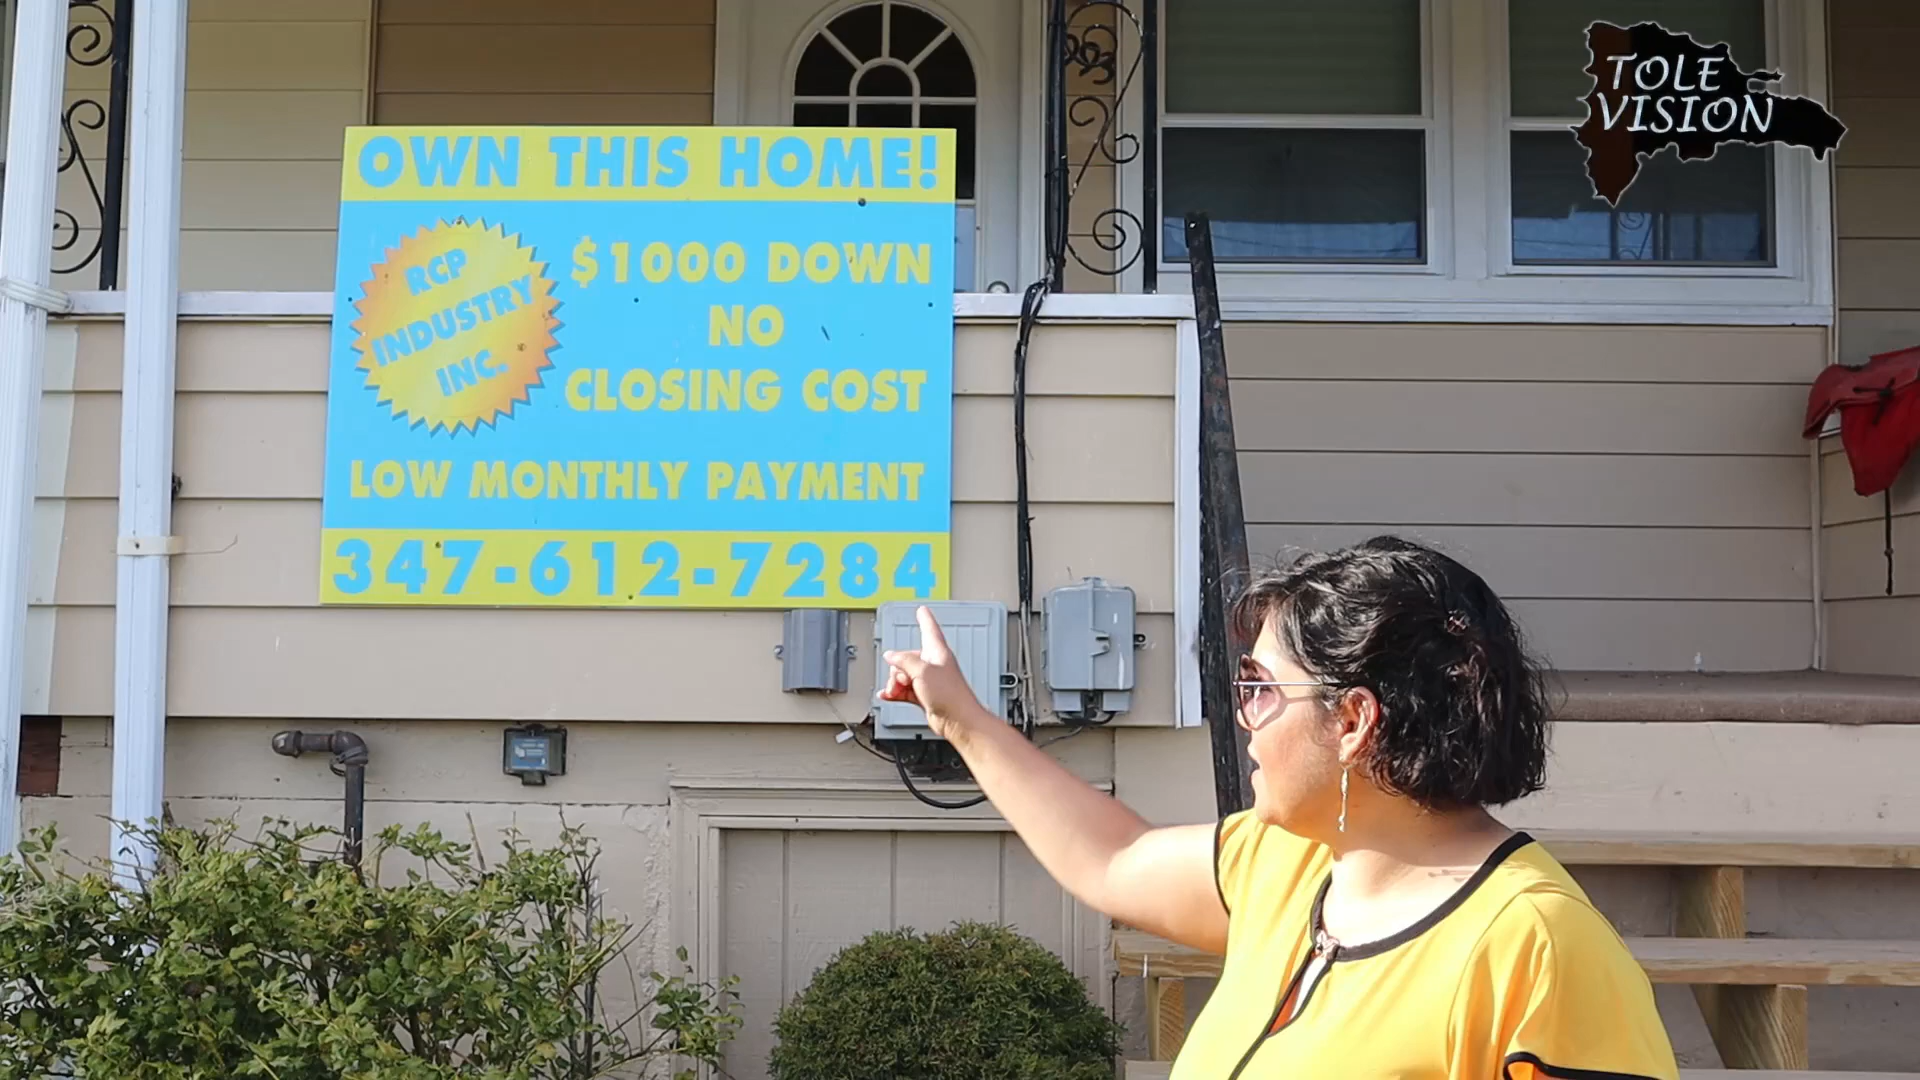 TOLE
VISION
OWN THIS HOME!
RCP
INDUSTRY
INC.
$1000 DOWN
NO
CLOSING COST
LOW MONTHLY PAYMENT
347-612-7284